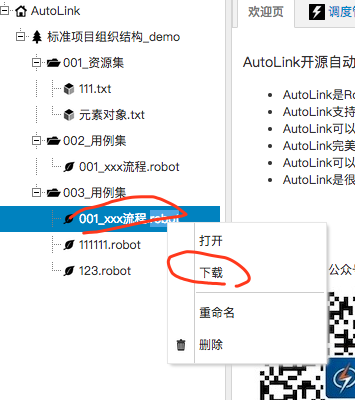 AutoLink
标准项目组织结构_demo
001_资源集
111.txt
元素对象.txt
002_用例集
001_xxx流程.robot
003_用例集
001_xxx流程.robot
111111.robot
123.robot
打开
下载
重命名
删除
欢迎页
调度管
AutoLink开源自动
AutoLink是Ro
AutoLink支持
AutoLink可以
AutoLink完美
AutoLink可以
AutoLink是很
公众号